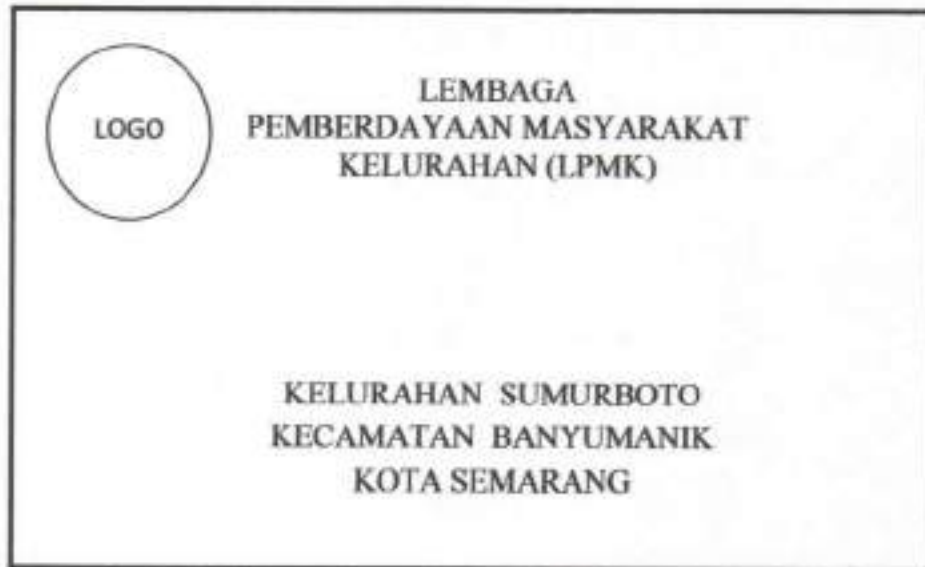 LOGO
LEMBAGA
PEMBERDAYAAN MASYARAKAT
KELURAHAN (LPMK)
KELURAHAN SUMURBOTO
KECAMATAN BANYUMANIK
KOTA SEMARANG